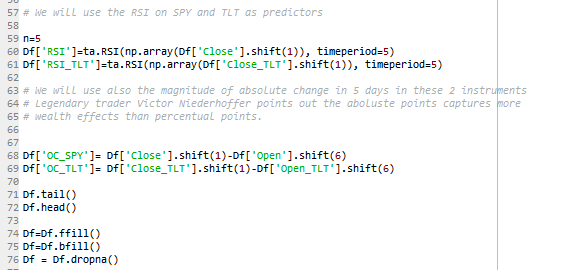 57 # We will use the RSI on SPY and TLT as predictors
58
59 n=5
60 Df['RSI']=ta.RSI(np.array(Df['Close'].shift(1)), timeperiod=5)
61 Df['RSI_TLT']=ta.RSI(np.array(Df['Close_TLT'].shift(1)), timeperiod=5)
62
63 # We will use also the magnitude of absolute change in 5 days in these 2 instruments
64 # Legendary trader Victor Niederhoffer points out the aboluste points captures more
65 # wealth effects than percentual points.
66
67
68 Df['OC_SPY']= Df['Close'].shift(1)-Df['Open'].shift(6)
69 Df['OC_TLT']= Df['Close_TLT'].shift(1)-Df['Open_TLT'].shift(6)
70
71 Df.tail()
72 Df.head()
73
74 Df=Df.ffill()
75 Df=Df.bfill()
76 Df = Df.dropna()